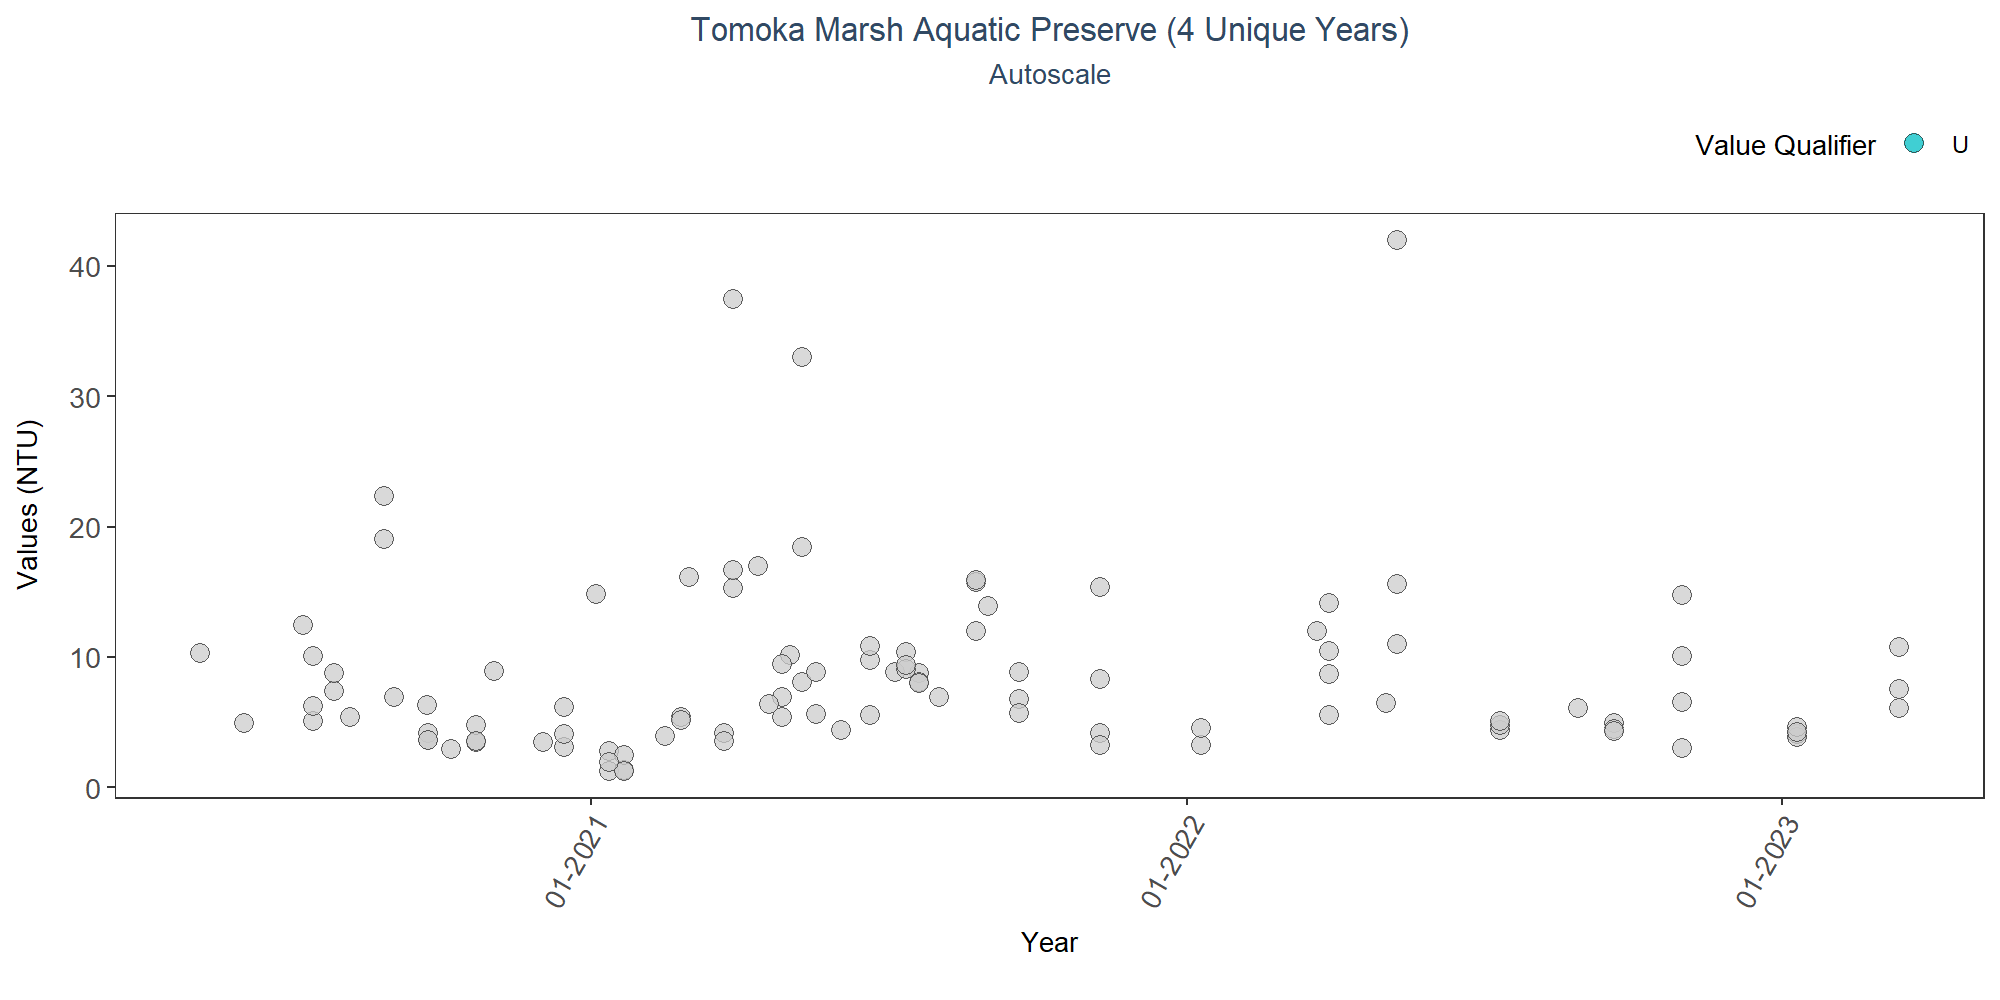 Tomoka Marsh Aquatic Preserve (4 Unique Years)
Autoscale
Value Qualifier U
Values (NTU)
40
30
20
10
0
01-2021
01-2022
01-2023
Year